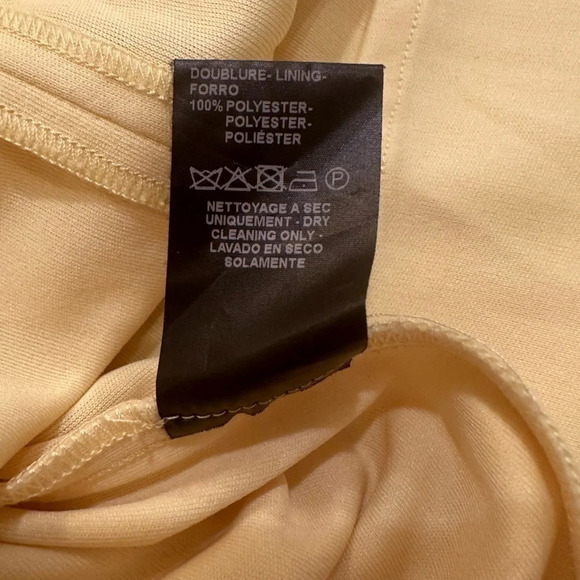 DOUBLURE- LINING-
FORRO
100% POLYESTER-
POLYESTER-
POLIÉSTER
P
NETTOYAGE A SEC
UNIQUEMENT - DRY
CLEANING ONLY -
LAVADO EN SECO
SOLAMENTE